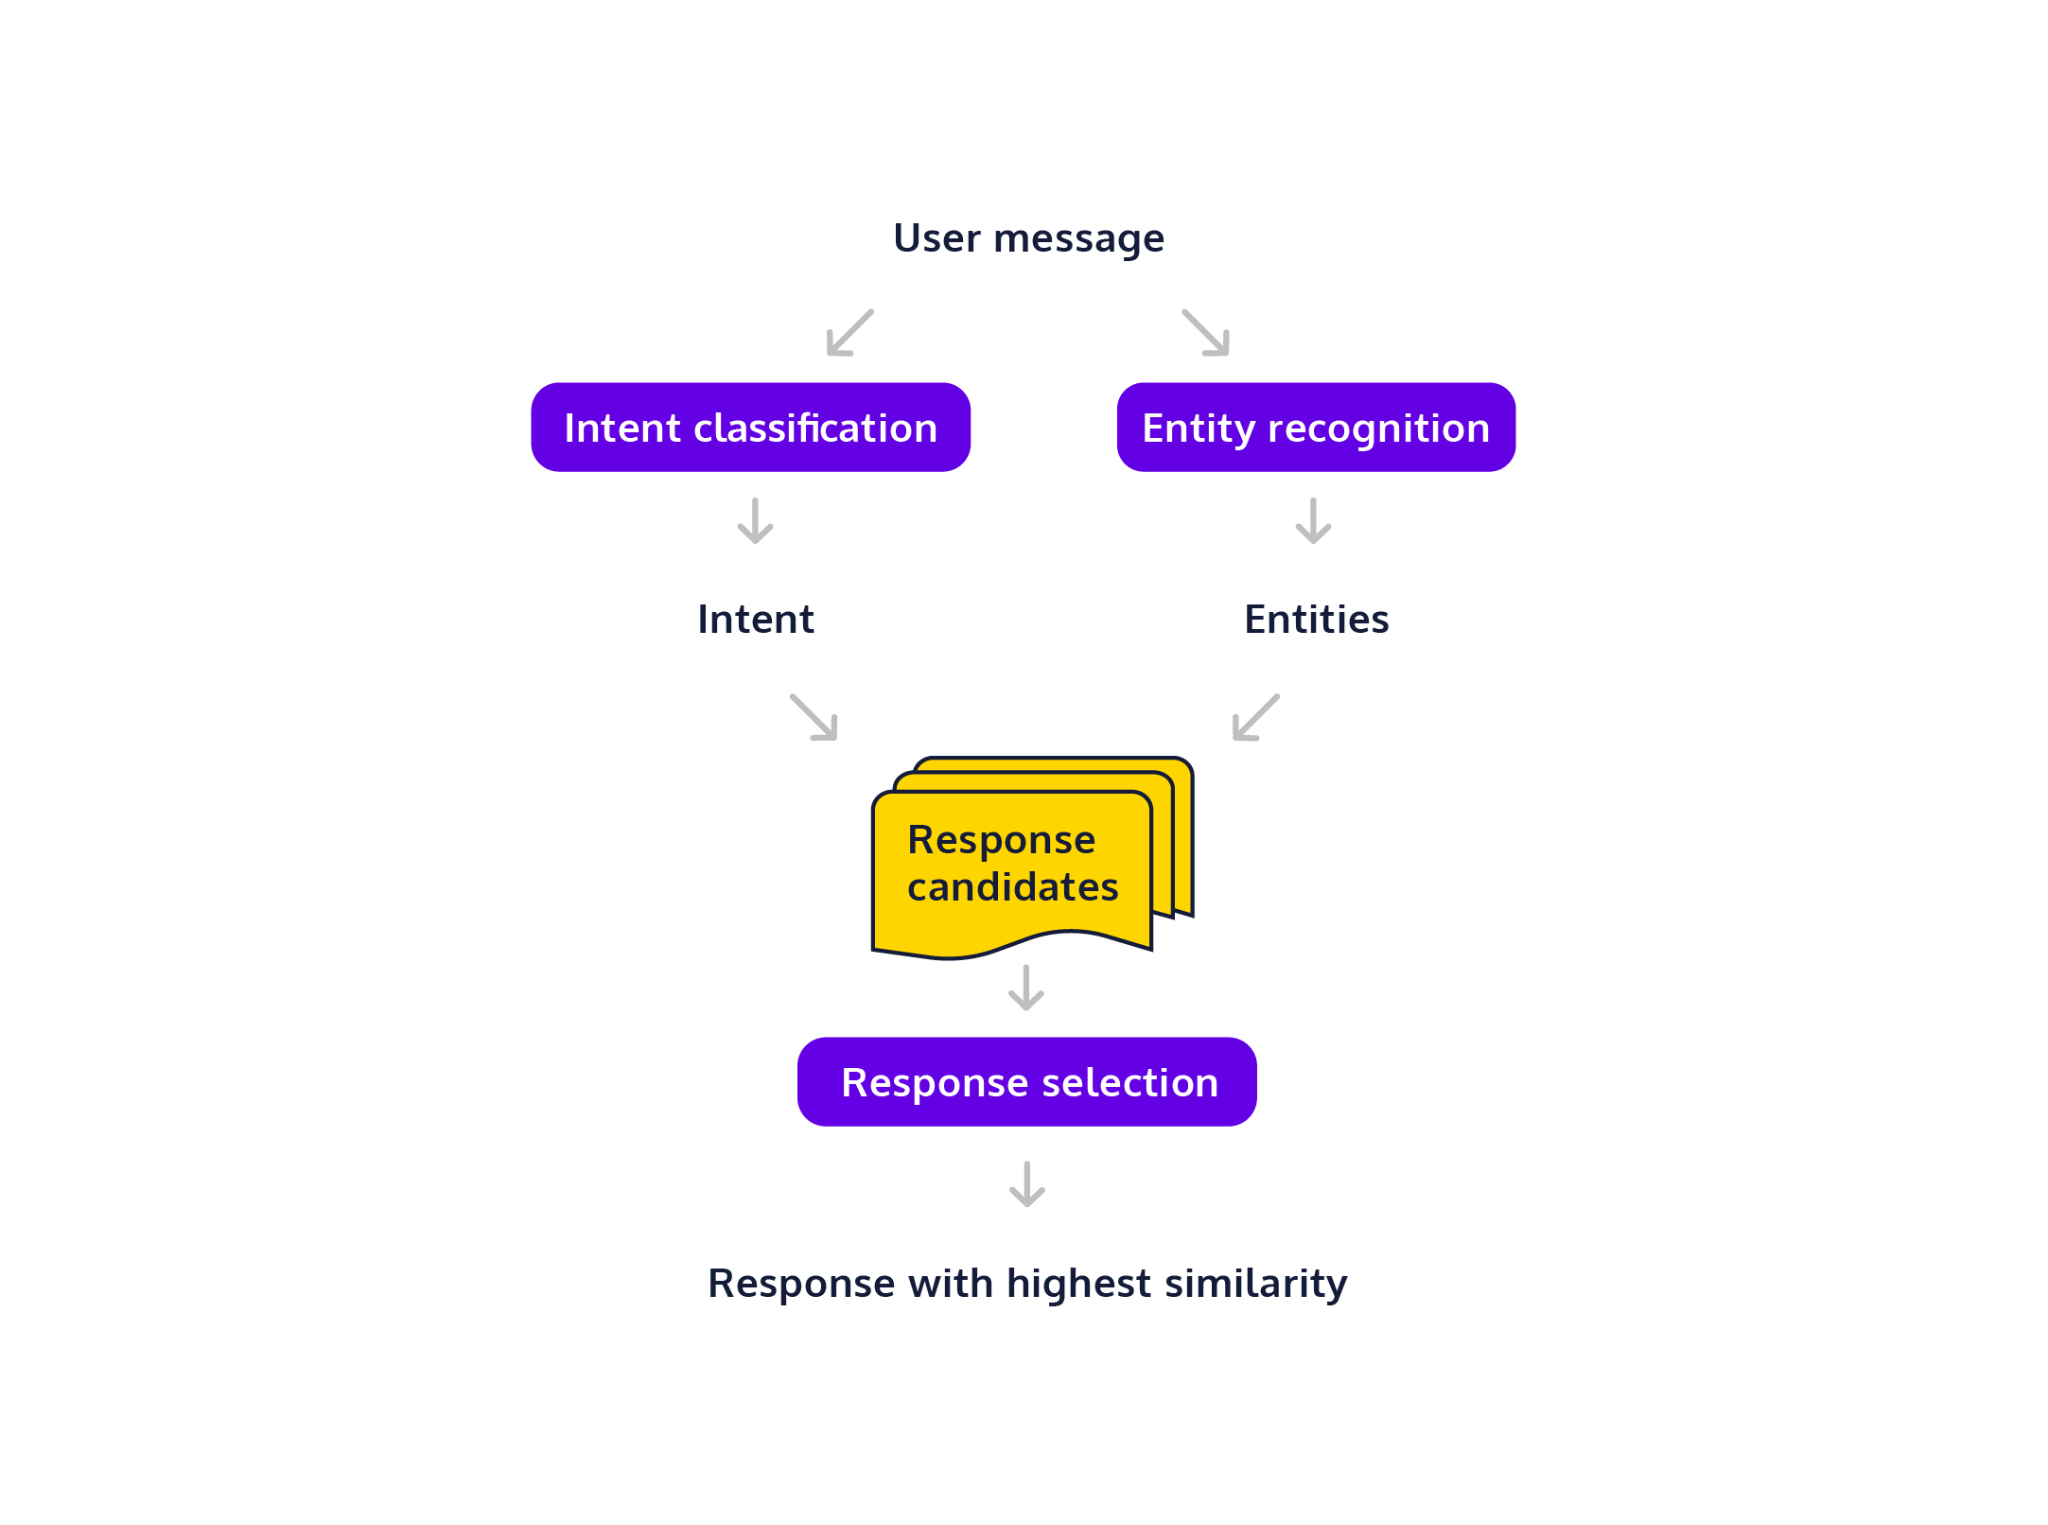 User message
Intent classification
Entity recognition
Intent
Entities
Response
candidates
Response selection
Response with highest similarity